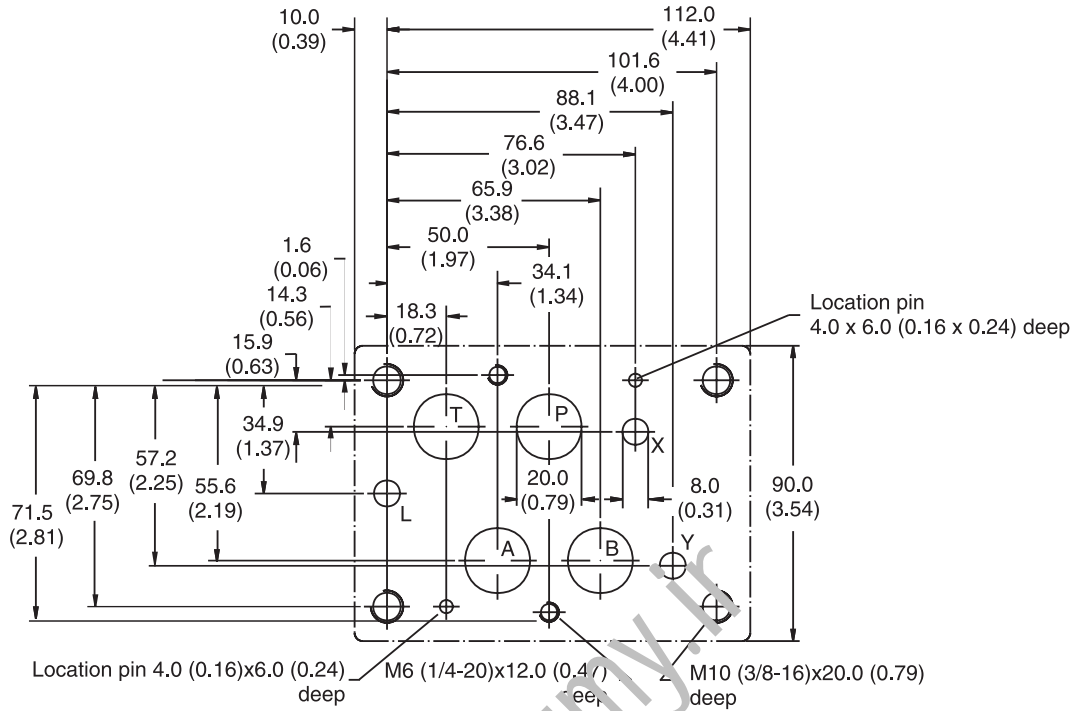 10.0
(0.39)
112.0
(4.41)
101.6
(4.00)
88.1
(3.47)
76.6
(3.02)
65.9
(3.38)
50.0
(1.97)
1.6
(0.06)
34.1
(1.34)
14.3
(0.56)
18.3
(0.72)
Location pin
4.0 x 6.0 (0.16 x 0.24) deep
15.9
(0.63)
T
P
X
34.9
(1.37)
57.2
(2.25)
69.8
(2.75)
55.6
(2.19)
71.5
(2.81)
20.0
(0.79)
8.0
(0.31)
90.0
(3.54)
L
A
B
Y
Location pin 4.0 (0.16)x6.0 (0.24)
deep
M6 (1/4-20)x12.0 (0.47)
deep
M10 (3/8-16)x20.0 (0.79)
deep